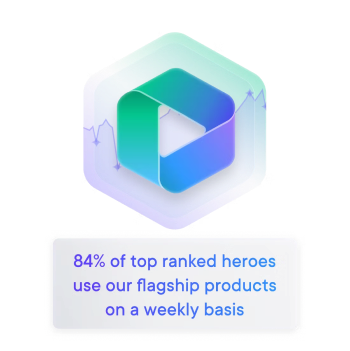 84% of top ranked heroes
use our flagship products
on a weekly basis